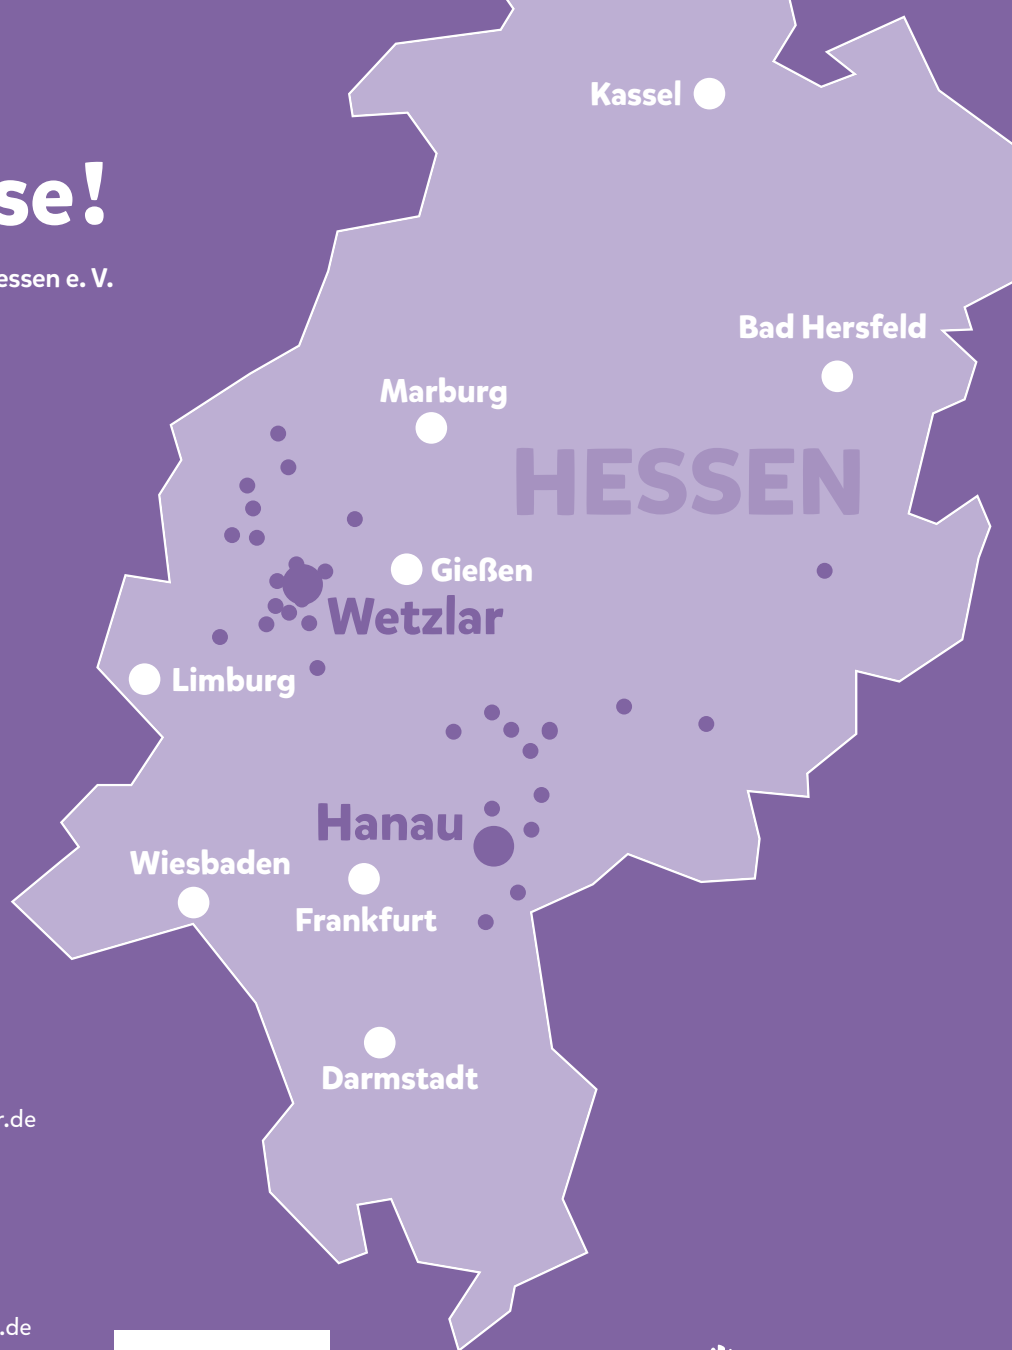 Kassel
se!
essen e. V.
Bad Hersfeld
Marburg
HESSEN
Gießen
Wetzlar
Limburg
Hanau
Wiesbaden
Frankfurt
Darmstadt
r.de
.de